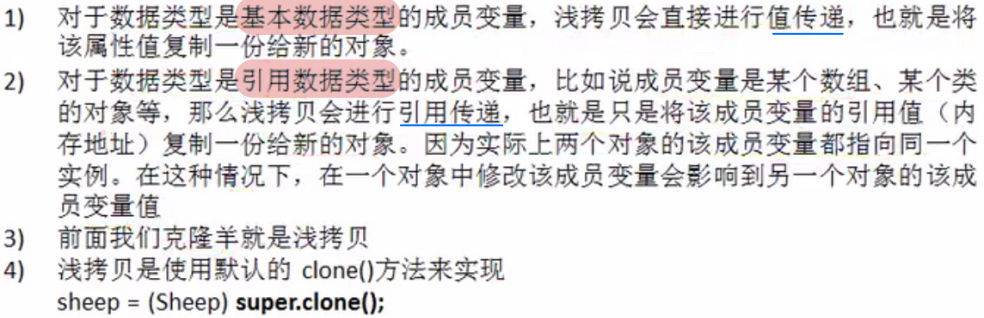 1) 对于数据类型是基本数据类型的成员变量，浅拷贝会直接进行值传递，也就是将
该属性值复制一份给新的对象。
2) 对于数据类型是引用数据类型的成员变量，比如说成员变量是某个数组、某个类
的对象等，那么浅拷贝会进行引用传递，也就是只是将该成员变量的引用值（内
存地址）复制一份给新的对象。因为实际上两个对象的该成员变量都指向同一个
实例。在这种情况下，在一个对象中修改该成员变量会影响到另一个对象的该成
员变量值
3) 前面我们克隆羊就是浅拷贝
4) 浅拷贝是使用默认的 clone()方法来实现
sheep = (Sheep) super.clone();